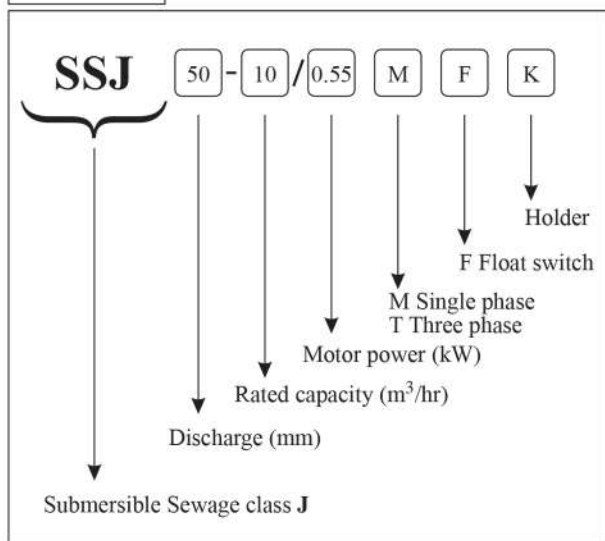 SSJ 50 - 10 / 0.55 M F K
Holder
F Float switch
M Single phase
T Three phase
Motor power (kW)
Rated capacity (m³/hr)
Discharge (mm)
Submersible Sewage class J